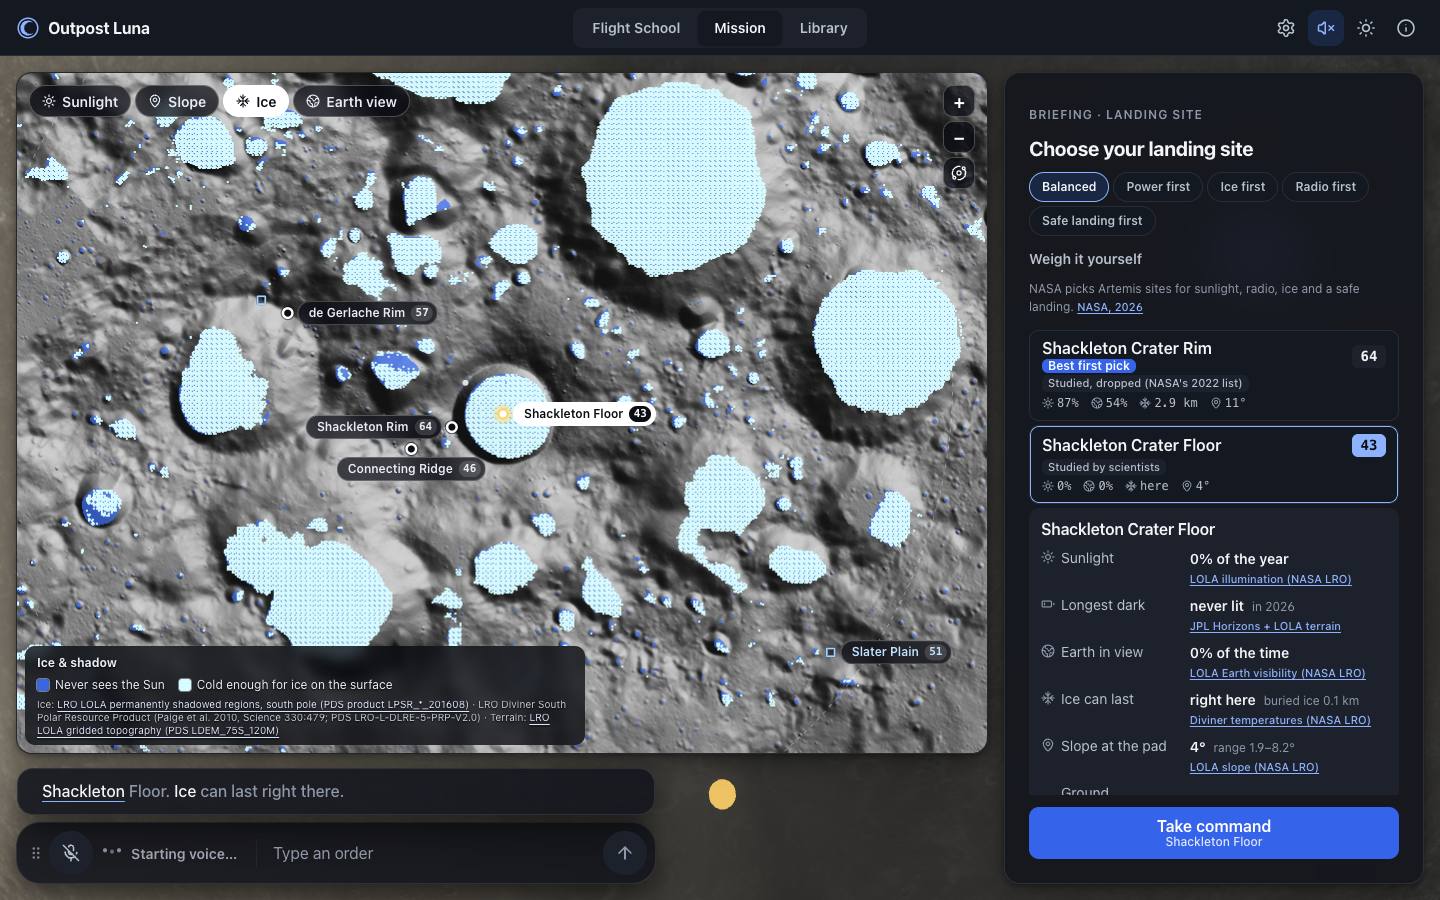 Outpost Luna
Flight School
Mission
Library
Sunlight
Slope
Ice
Earth view
+
−
de Gerlache Rim 57
Shackleton Floor 43
Shackleton Rim 64
Connecting Ridge 46
Slater Plain 51
Ice & shadow
Never sees the Sun
Cold enough for ice on the surface
Ice: LRO LOLA permanently shadowed regions, south pole (PDS product LPSR_*_201608) · LRO Diviner South
Polar Resource Product (Paige et al. 2010, Science 330:479; PDS LRO-L-DLRE-5-PRP-V2.0) · Terrain: LRO
LOLA gridded topography (PDS LDEM_75S_120M)
Shackleton Floor. Ice can last right there.
Starting voice...
Type an order
BRIEFING · LANDING SITE
Choose your landing site
Balanced
Power first
Ice first
Radio first
Safe landing first
Weigh it yourself
NASA picks Artemis sites for sunlight, radio, ice and a safe
landing. NASA, 2026
Shackleton Crater Rim
64
Best first pick
Studied, dropped (NASA's 2022 list)
87% 54% 2.9 km 11°
Shackleton Crater Floor
43
Studied by scientists
0% 0% here 4°
Shackleton Crater Floor
Sunlight
0% of the year
LOLA illumination (NASA LRO)
Longest dark
never lit in 2026
JPL Horizons + LOLA terrain
Earth in view
0% of the time
LOLA Earth visibility (NASA LRO)
Ice can last
right here buried ice 0.1 km
Diviner temperatures (NASA LRO)
Slope at the pad
4° range 1.9–8.2°
LOLA slope (NASA LRO)
Ground
Take command
Shackleton Floor